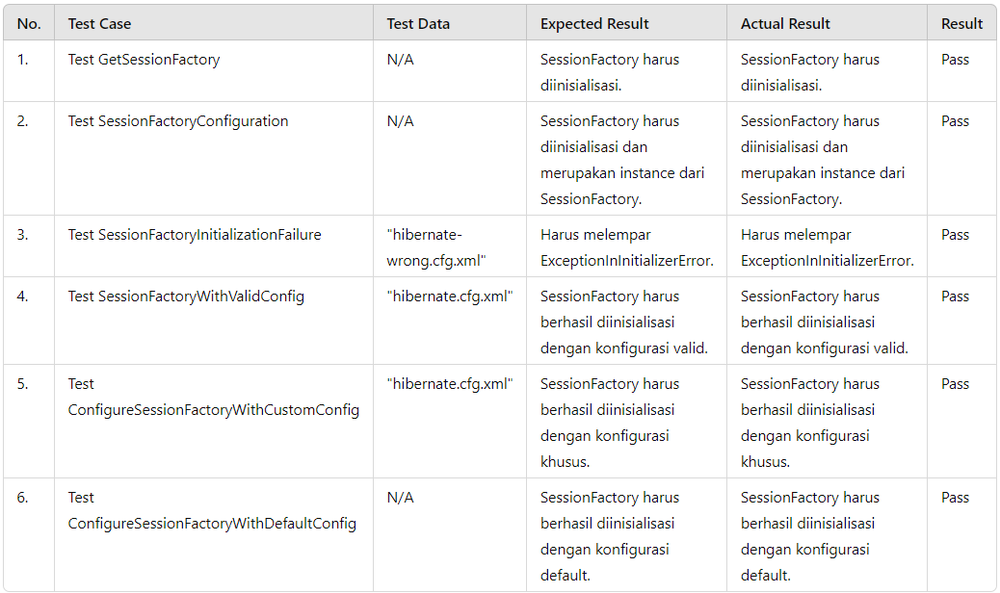 No. Test Case Test Data Expected Result Actual Result Result
1. Test GetSessionFactory N/A SessionFactory harus SessionFactory harus Pass
diinisialisasi. diinisialisasi.
2. Test SessionFactoryConfiguration N/A SessionFactory harus SessionFactory harus Pass
diinisialisasi dan diinisialisasi dan
merupakan instance dari merupakan instance dari
SessionFactory. SessionFactory.
3. Test SessionFactoryInitializationFailure "hibernate- Harus melempar Harus melempar Pass
wrong.cfg.xml" ExceptionInInitializerError. ExceptionInInitializerError.
4. Test SessionFactoryWithValidConfig "hibernate.cfg.xml" SessionFactory harus SessionFactory harus Pass
berhasil diinisialisasi berhasil diinisialisasi
dengan konfigurasi valid. dengan konfigurasi valid.
5. Test "hibernate.cfg.xml" SessionFactory harus SessionFactory harus Pass
ConfigureSessionFactoryWithCustomConfig berhasil diinisialisasi berhasil diinisialisasi
dengan konfigurasi dengan konfigurasi
khusus. khusus.
6. Test N/A SessionFactory harus SessionFactory harus Pass
ConfigureSessionFactoryWithDefaultConfig berhasil diinisialisasi berhasil diinisialisasi
dengan konfigurasi dengan konfigurasi
default. default.